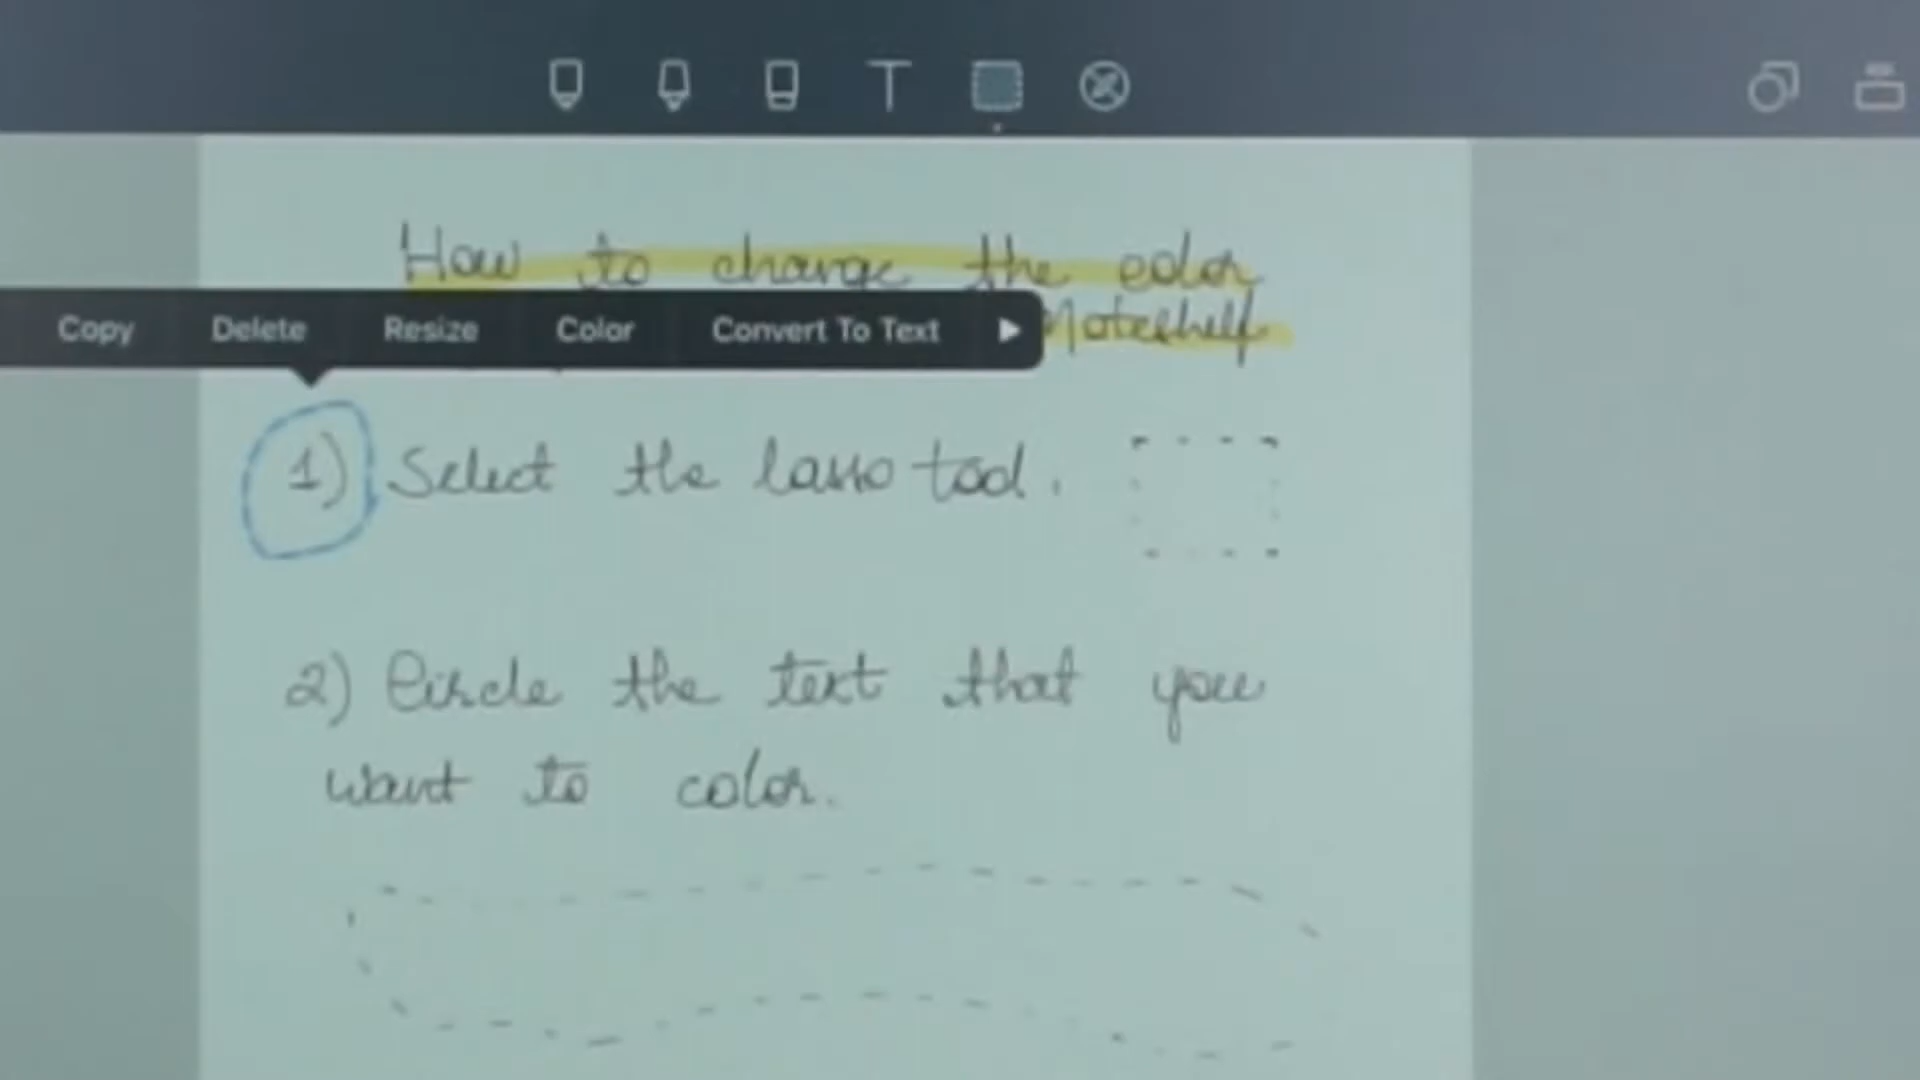 How to change the color
Copy Delete Resize Color Convert To Text
Noteshelf
1) Select the lasso tool.
2) Circle the text that you
want to color.